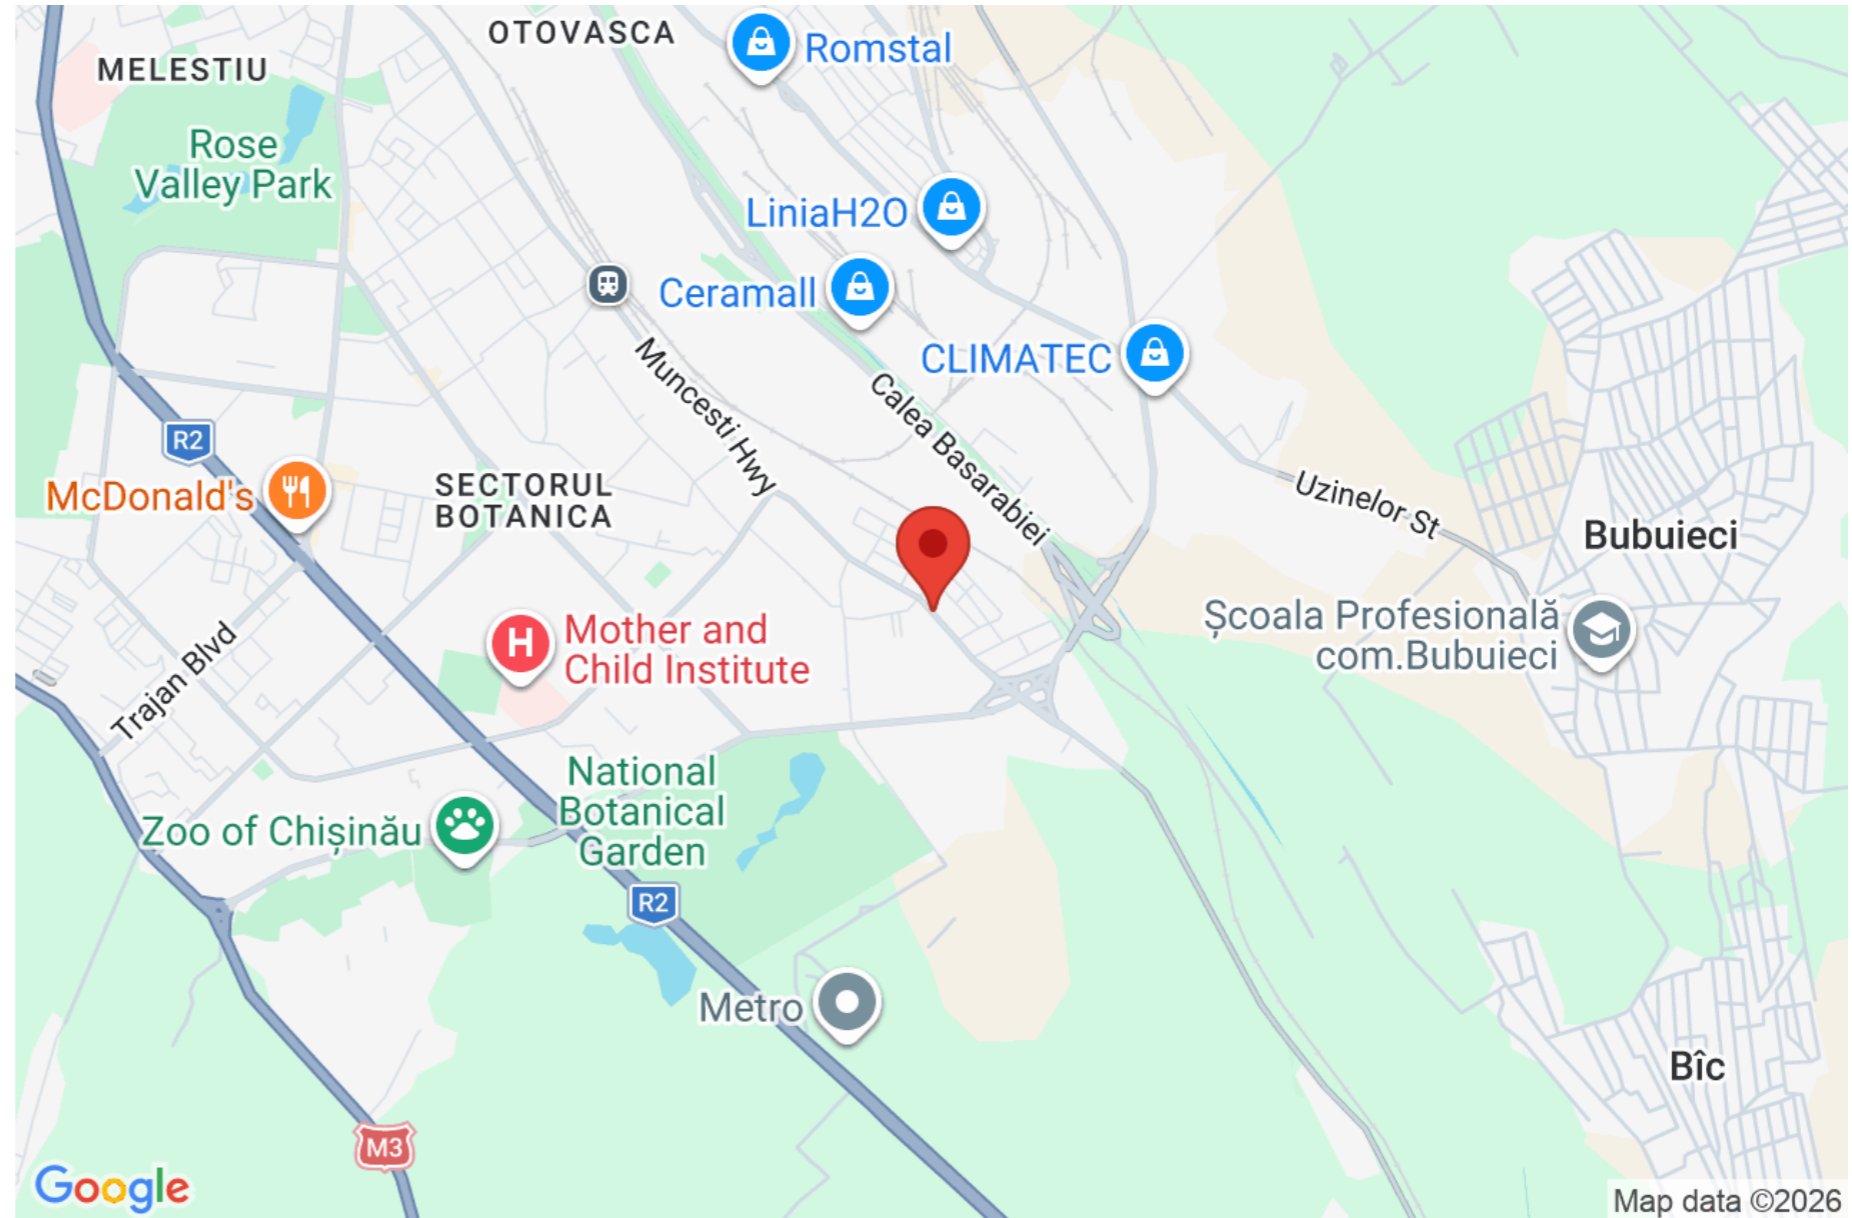 OTOVASCA
Romstal
MELESTIU
Rose
Valley Park
LiniaH2O
Ceramall
CLIMATEC
Muncesti Hwy
Calea Basarabiei
R2
McDonald's
SECTORUL
BOTANICA
Uzinelor St
Bubuieci
Mother and
Child Institute
H
Școala Profesională
com.Bubuieci
Trajan Blvd
National
Botanical
Garden
Zoo of Chișinău
R2
Metro
Bîc
M3
Google
Map data ©2026